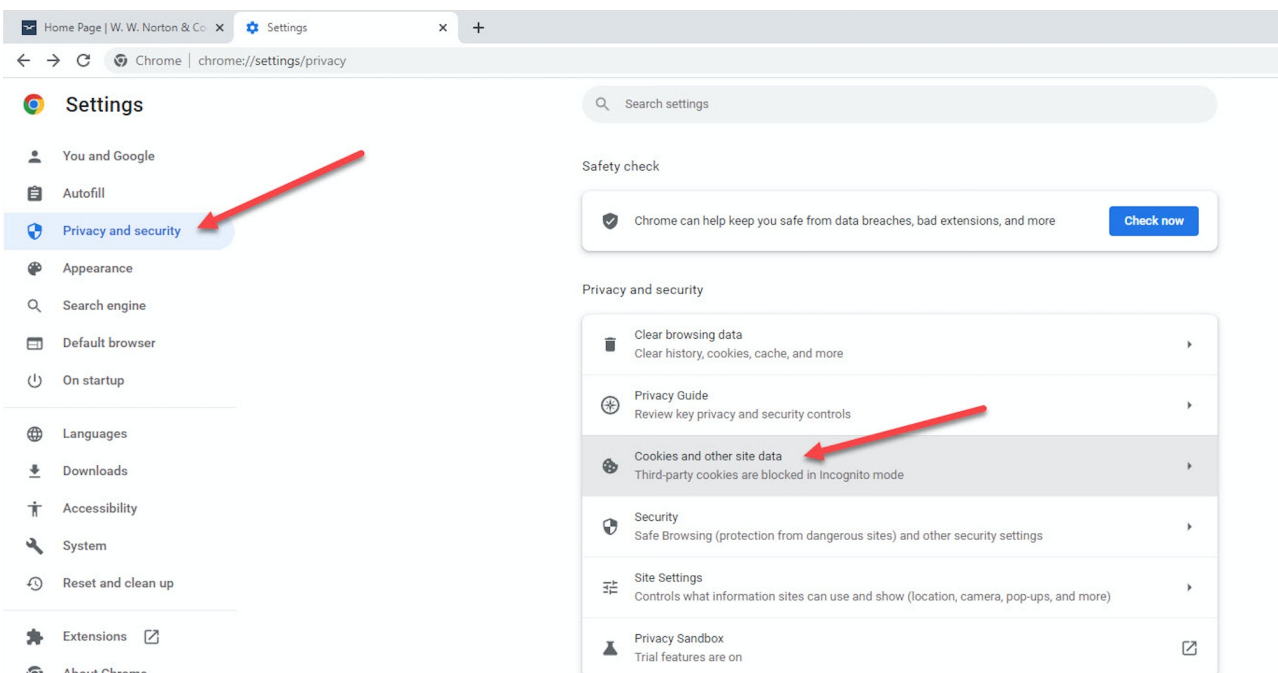 Home Page | W. W. Norton & Co
Settings
Chrome | chrome://settings/privacy
Settings
Search settings
You and Google
Autofill
Privacy and security
Appearance
Search engine
Default browser
On startup
Languages
Downloads
Accessibility
System
Reset and clean up
Extensions
About Chrome
Safety check
Chrome can help keep you safe from data breaches, bad extensions, and more
Check now
Privacy and security
Clear browsing data
Clear history, cookies, cache, and more
Privacy Guide
Review key privacy and security controls
Cookies and other site data
Third-party cookies are blocked in Incognito mode
Security
Safe Browsing (protection from dangerous sites) and other security settings
Site Settings
Controls what information sites can use and show (location, camera, pop-ups, and more)
Privacy Sandbox
Trial features are on